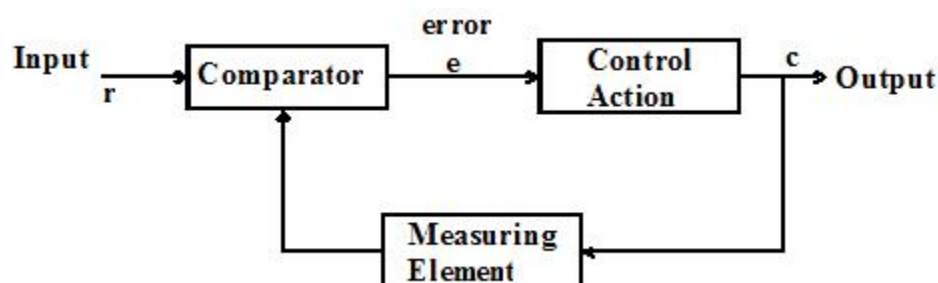 error
Input
r
Comparator
e
Control
Action
c
Output
Measuring
Element